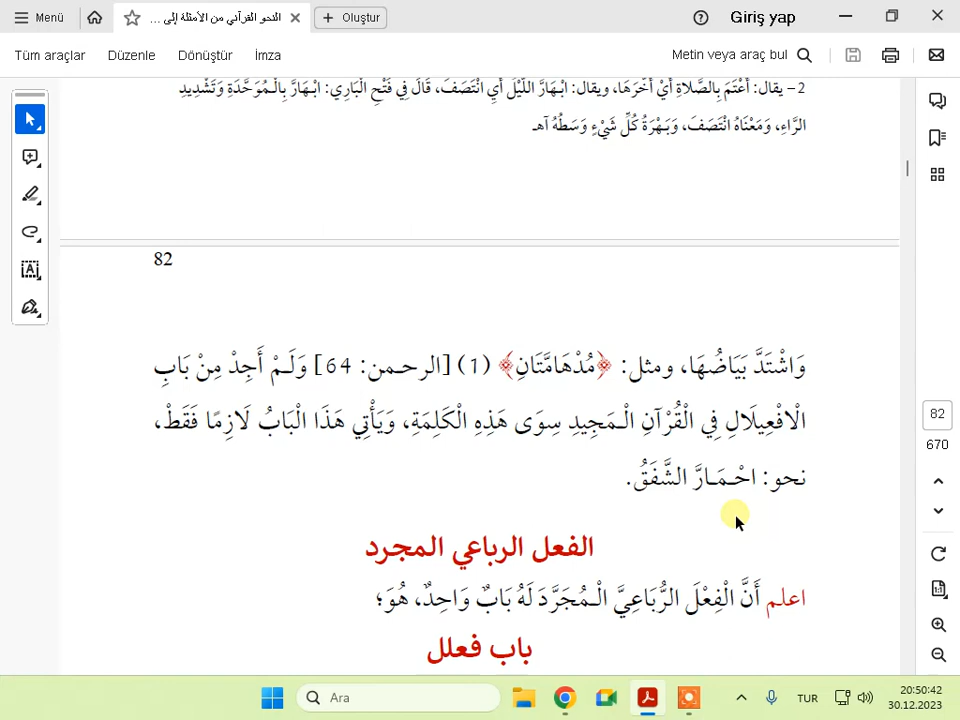 Menü
النحو القرآني من الأمثلة إلى ...
Oluştur
Giriş yap
Tüm araçlar
Düzenle
Dönüştür
İmza
Metin veya araç bul
2- يقال: أَعْتَمَ بِالصَّلاةِ أَيْ أَخَّرَهَا، ويقال: ابْهَارَّ اللَّيْلُ أَيِ انْتَصَفَ، قَالَ فِي فَتْحِ الْبَارِي: ابْهَارَّ بِالْمُوَحَّدَةِ وَتَشْدِيدِ
الرَّاءِ، وَمَعْنَاهُ انْتَصَفَ، وَبَهْرَةُ كُلِّ شَيْءٍ وَسَطُهُ آهـ
82
وَاشْتَدَّ بَيَاضُهَا، ومثل: ﴿مُدْهَامَّتَانِ﴾ (1) [الرحمن: 64] وَلَمْ أَجِدْ مِنْ بَابِ
الْافْعِيلَالِ فِي الْقُرْآنِ الْمَجِيدِ سِوَى هَذِهِ الْكَلِمَةِ، وَيَأْتِي هَذَا الْبَابُ لَازِمًا فَقَطْ،
نحو: احْمَارَّ الشَّفَقُ.
الفعل الرباعي المجرد
اعلم أَنَّ الْفِعْلَ الرُّبَاعِيَّ الْمُجَرَّدَ لَهُ بَابٌ وَاحِدٌ، هُوَ؛
باب فعلل
82
670
Ara
TUR
20:50:42
30.12.2023